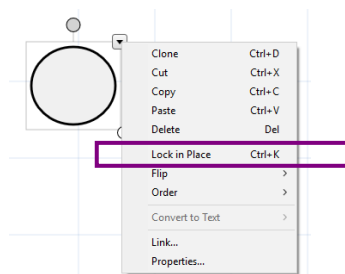 Clone Ctrl+D
Cut Ctrl+X
Copy Ctrl+C
Paste Ctrl+V
Delete Del
Lock in Place Ctrl+K
Flip >
Order >
Convert to Text >
Link...
Properties...